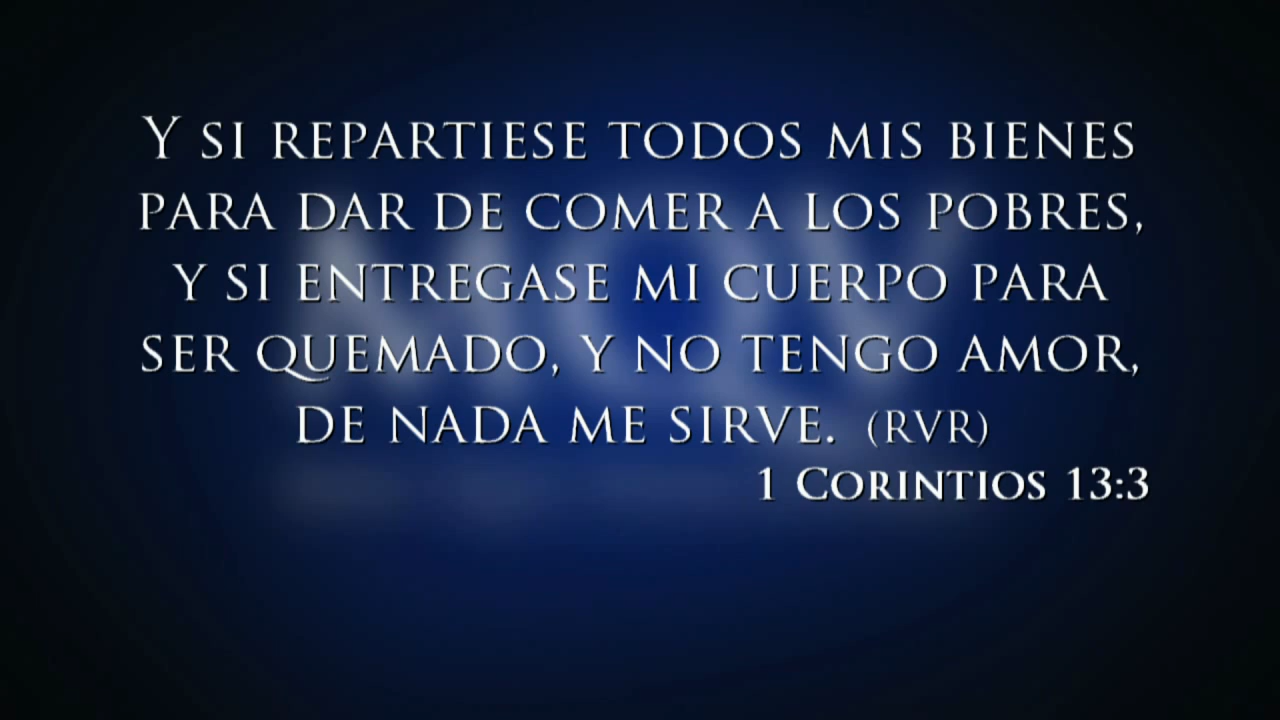 Y SI REPARTIESE TODOS MIS BIENES
PARA DAR DE COMER A LOS POBRES,
Y SI ENTREGASE MI CUERPO PARA
SER QUEMADO, Y NO TENGO AMOR,
DE NADA ME SIRVE. (RVR)
1 CORINTIOS 13:3